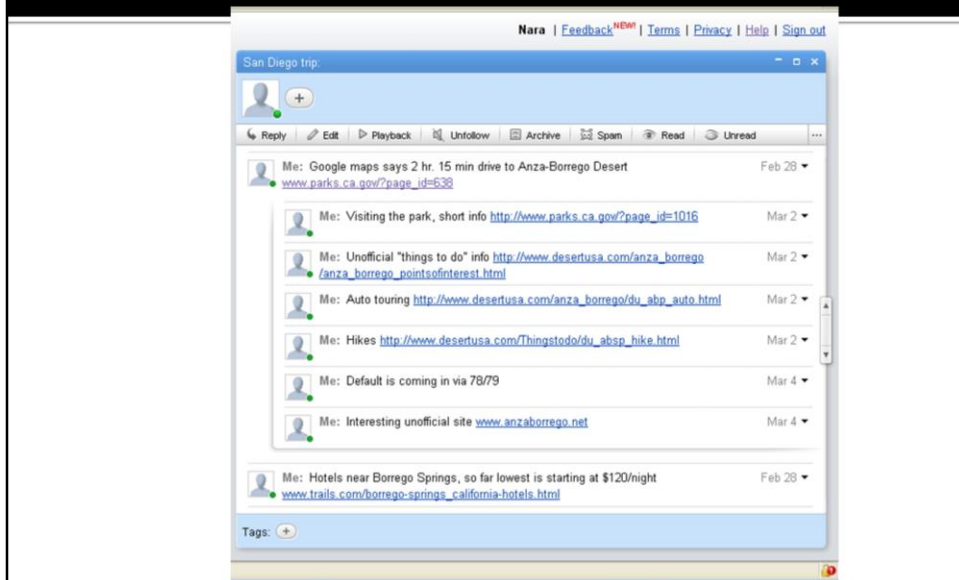 Nara | Feedback NEW! | Terms | Privacy | Help | Sign out
San Diego trip:
Reply Edit Playback Unfollow Archive Spam Read Unread ...
Me: Google maps says 2 hr. 15 min drive to Anza-Borrego Desert Feb 28
www.parks.ca.gov/?page_id=638
Me: Visiting the park, short info http://www.parks.ca.gov/?page_id=1016 Mar 2
Me: Unofficial "things to do" info http://www.desertusa.com/anza_borrego Mar 2
/anza_borrego_pointsofinterest.html
Me: Auto touring http://www.desertusa.com/anza_borrego/du_abp_auto.html Mar 2
Me: Hikes http://www.desertusa.com/Thingstodo/du_absp_hike.html Mar 2
Me: Default is coming in via 78/79 Mar 4
Me: Interesting unofficial site www.anzaborrego.net Mar 4
Me: Hotels near Borrego Springs, so far lowest is starting at $120/night Feb 28
www.trails.com/borrego-springs_california-hotels.html
Tags: